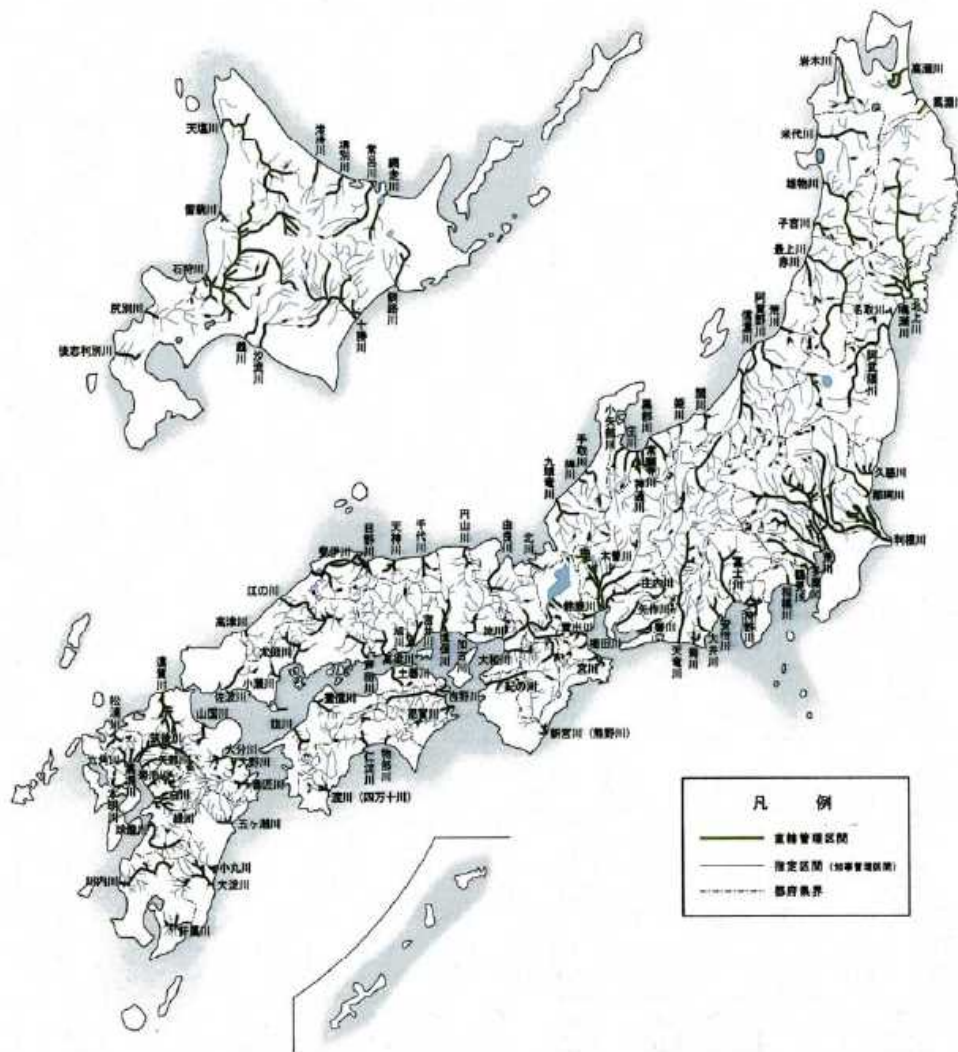 天塩川
渚滑川
湧別川
常呂川
網走川
留萌川
石狩川
尻別川
後志利別川
鵡川
沙流川
十勝川
釧路川
岩木川
高瀬川
米代川
雄物川
子吉川
最上川
赤川
名取川
鳴瀬川
北上川
阿武隈川
荒川
阿賀野川
信濃川
関川
姫川
黒部川
常願寺川
神通川
庄川
小矢部川
手取川
梯川
九頭竜川
久慈川
那珂川
利根川
荒川
多摩川
鶴見川
相模川
富士川
狩野川
安倍川
大井川
菊川
天竜川
豊川
矢作川
庄内川
木曽川
鈴鹿川
雲出川
櫛田川
宮川
北川
由良川
円山川
千代川
天神川
日野川
斐伊川
江の川
高津川
太田川
小瀬川
佐波川
芦田川
高梁川
旭川
吉井川
揖保川
加古川
淀川
大和川
紀の川
新宮川（熊野川）
土器川
重信川
吉野川
那賀川
肱川
物部川
仁淀川
渡川（四万十川）
遠賀川
山国川
松浦川
筑後川
矢部川
六角川
嘉瀬川
本明川
菊池川
白川
緑川
球磨川
大分川
大野川
番匠川
五ヶ瀬川
小丸川
大淀川
川内川
肝属川
凡　例
直轄管理区間
指定区間（知事管理区間）
都府県界